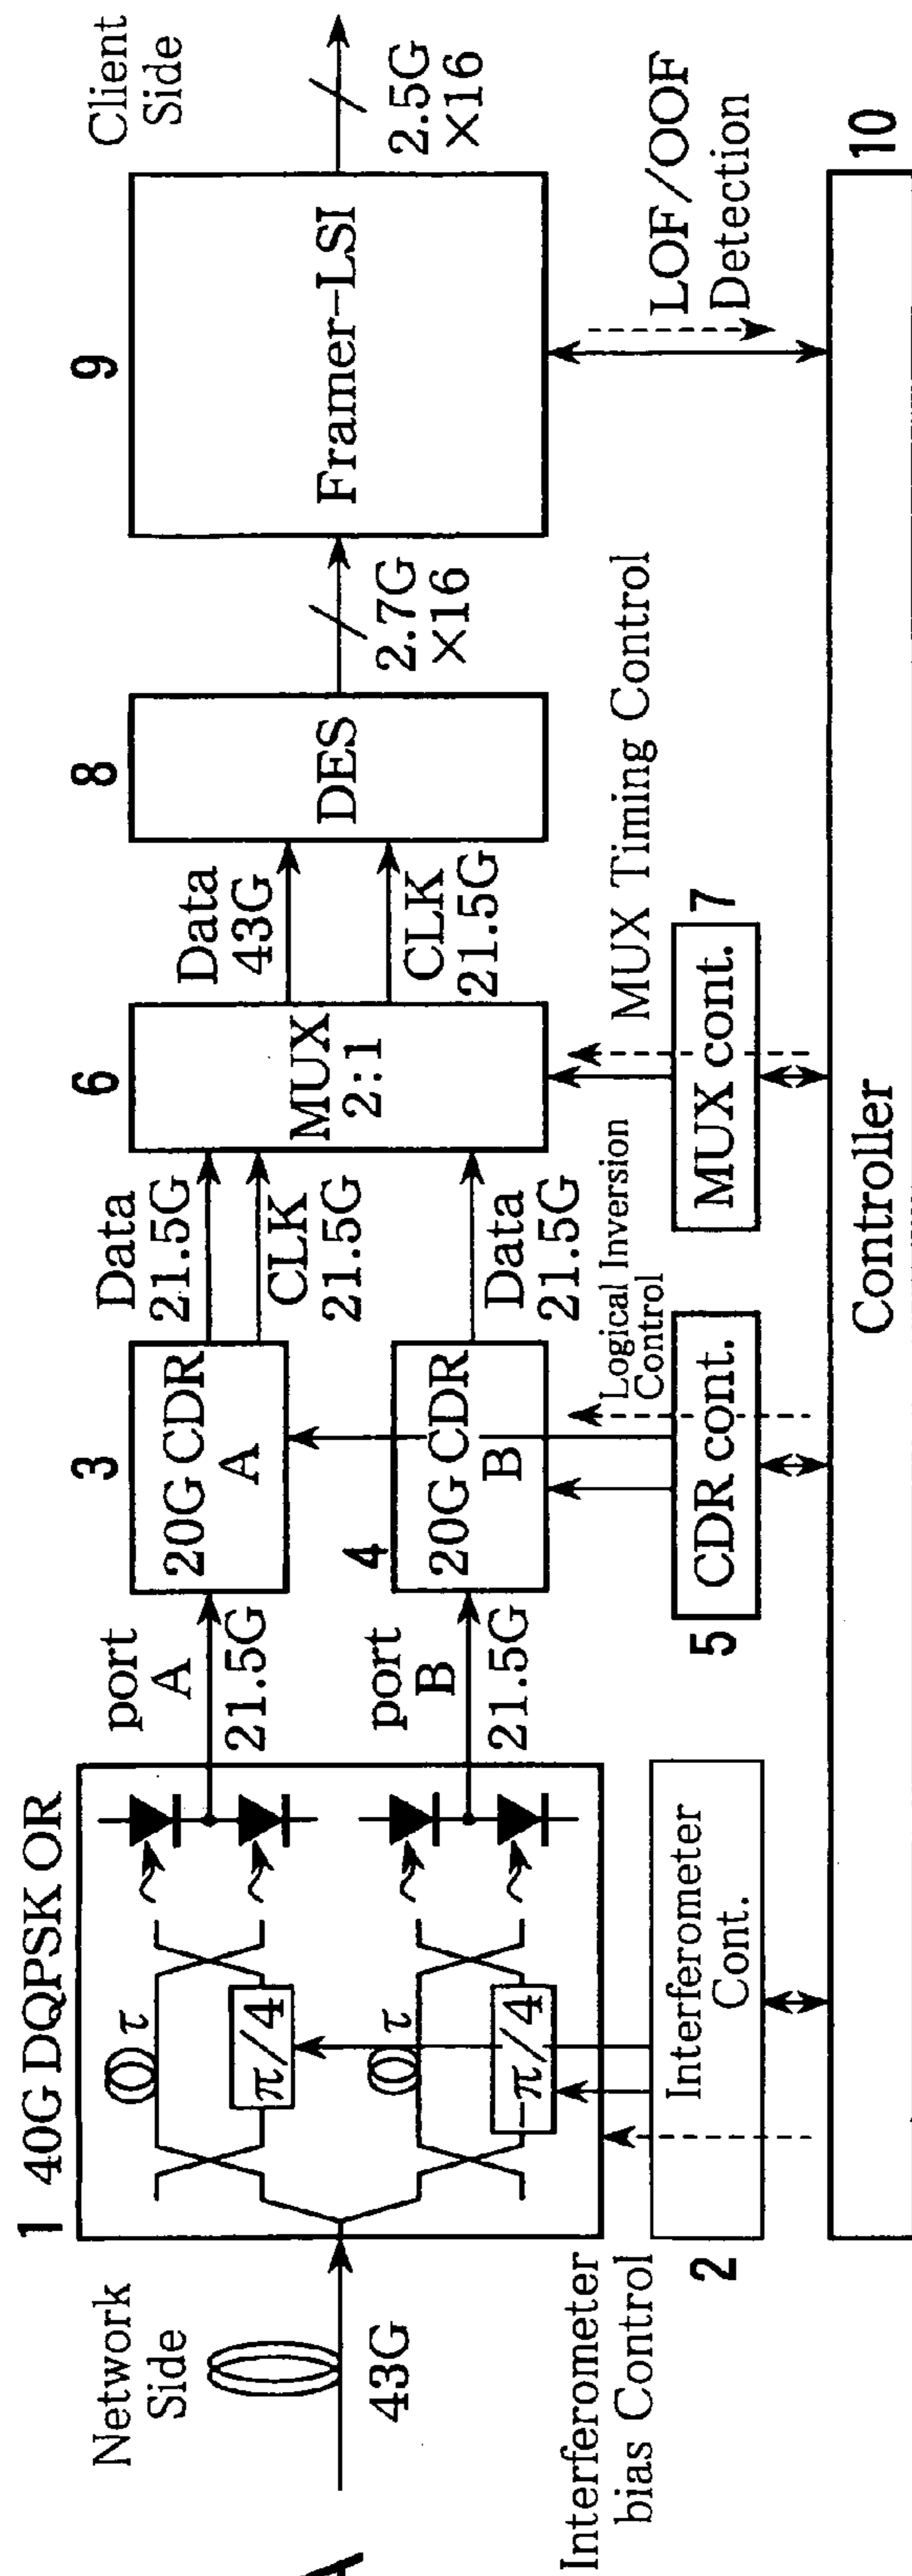 Network
Side
43G
1 40G DQPSK OR
τ
π/4
τ
-π/4
port
A
21.5G
port
B
21.5G
3
20G CDR
A
4
20G CDR
B
Data
21.5G
CLK
21.5G
Data
21.5G
6
MUX
2:1
Data
43G
CLK
21.5G
8
DES
2.7G
×16
9
Framer-LSI
Client
Side
2.5G
×16
Interferometer
bias Control
2
Interferometer
Cont.
5
CDR cont.
Logical Inversion
Control
MUX cont.
7
MUX Timing Control
LOF/OOF
Detection
Controller
10